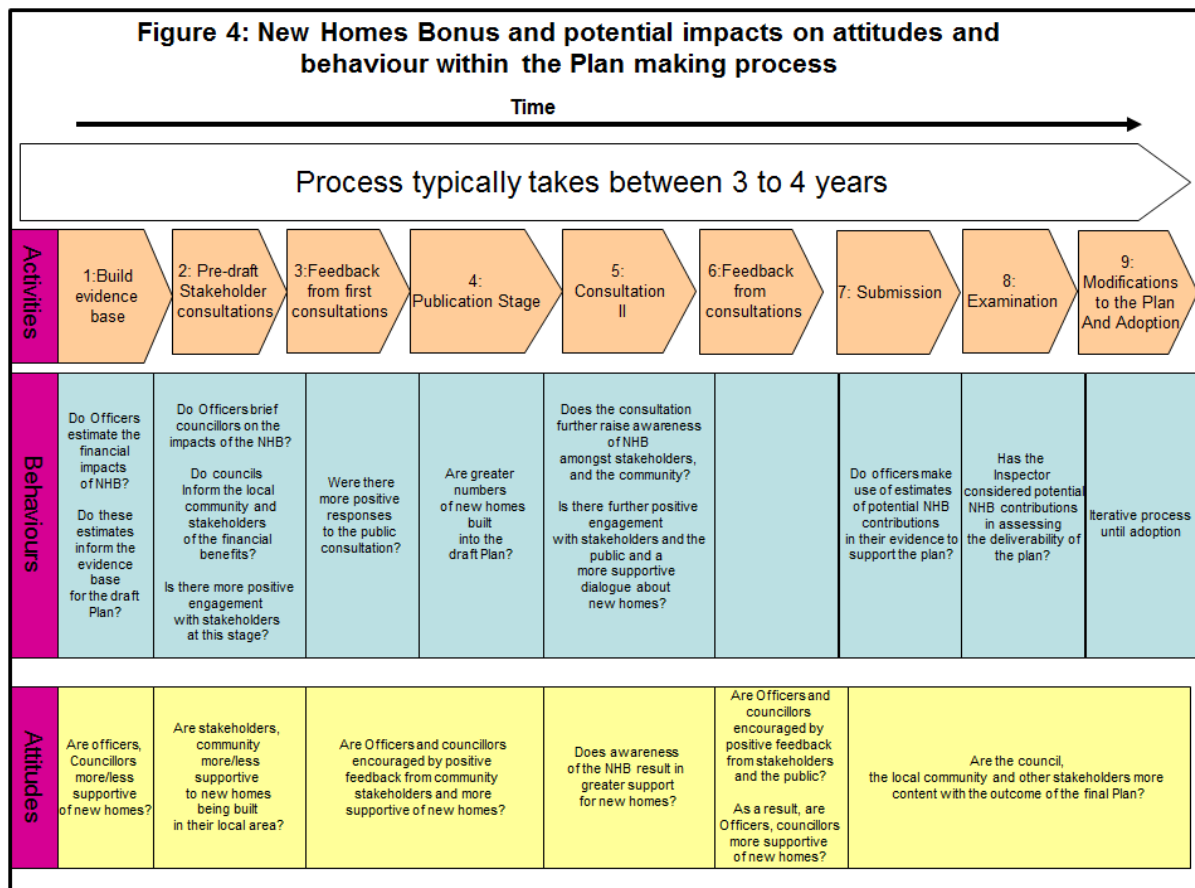 Figure 4: New Homes Bonus and potential impacts on attitudes and
behaviour within the Plan making process
Time
Process typically takes between 3 to 4 years
Activities
1:Build
evidence
base
2: Pre-draft
Stakeholder
consultations
3:Feedback
from first
consultations
4:
Publication Stage
5:
Consultation
II
6:Feedback
from
consultations
7: Submission
8:
Examination
9:
Modifications
to the Plan
And Adoption
Behaviours
Do Officers
estimate the
financial
impacts
of NHB?
Do these
estimates
inform the
evidence
base
for the draft
Plan?
Do Officers brief
councillors on the
impacts of the NHB?
Do councils
Inform the local
community and
stakeholders
of the financial
benefits?
Is there more positive
engagement
with stakeholders
at this stage?
Were there
more positive
responses
to the public
consultation?
Are greater
numbers
of new homes
built
into the
draft Plan?
Does the consultation
further raise awareness
of NHB
amongst stakeholders,
and the community?
Is there further positive
engagement
with stakeholders and the
public and a
more supportive
dialogue about
new homes?
Do officers make
use of estimates
of potential NHB
contributions
in their evidence to
support the plan?
Has the
Inspector
considered potential
NHB contributions
in assessing
the deliverability of
the plan?
Iterative process
until adoption
Attitudes
Are officers,
Councillors
more/less
supportive
of new homes?
Are stakeholders,
community
more/less
supportive
to new homes
being built
in their local area?
Are Officers and councillors
encouraged by positive
feedback from community
stakeholders and more
supportive of new homes?
Does awareness
of the NHB result in
greater support
for new homes?
Are Officers and
councillors
encouraged by
positive feedback
from stakeholders
and the public?
As a result, are
Officers, councillors
more supportive
of new homes?
Are the council,
the local community and other stakeholders more
content with the outcome of the final Plan?